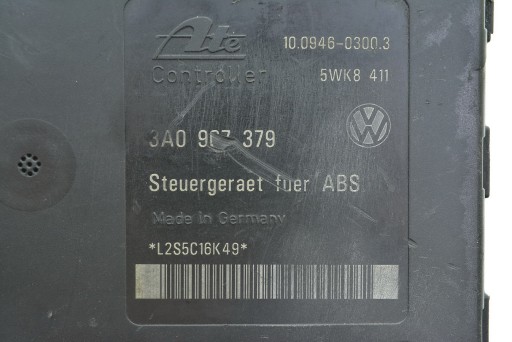 Ate 10.0946-0300.3
Controller 5WK8 411
3A0 907 379
Steuergeraet fuer ABS
Made in Germany
*L2S5C16K49*